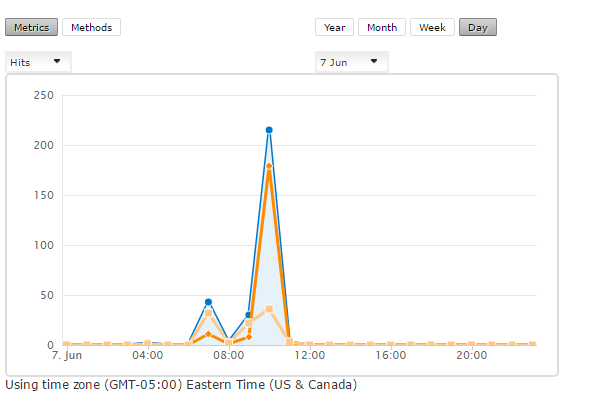 Metrics Methods Year Month Week Day
Hits 7 Jun
250
200
150
100
50
0
7. Jun 04:00 08:00 12:00 16:00 20:00
Using time zone (GMT-05:00) Eastern Time (US & Canada)